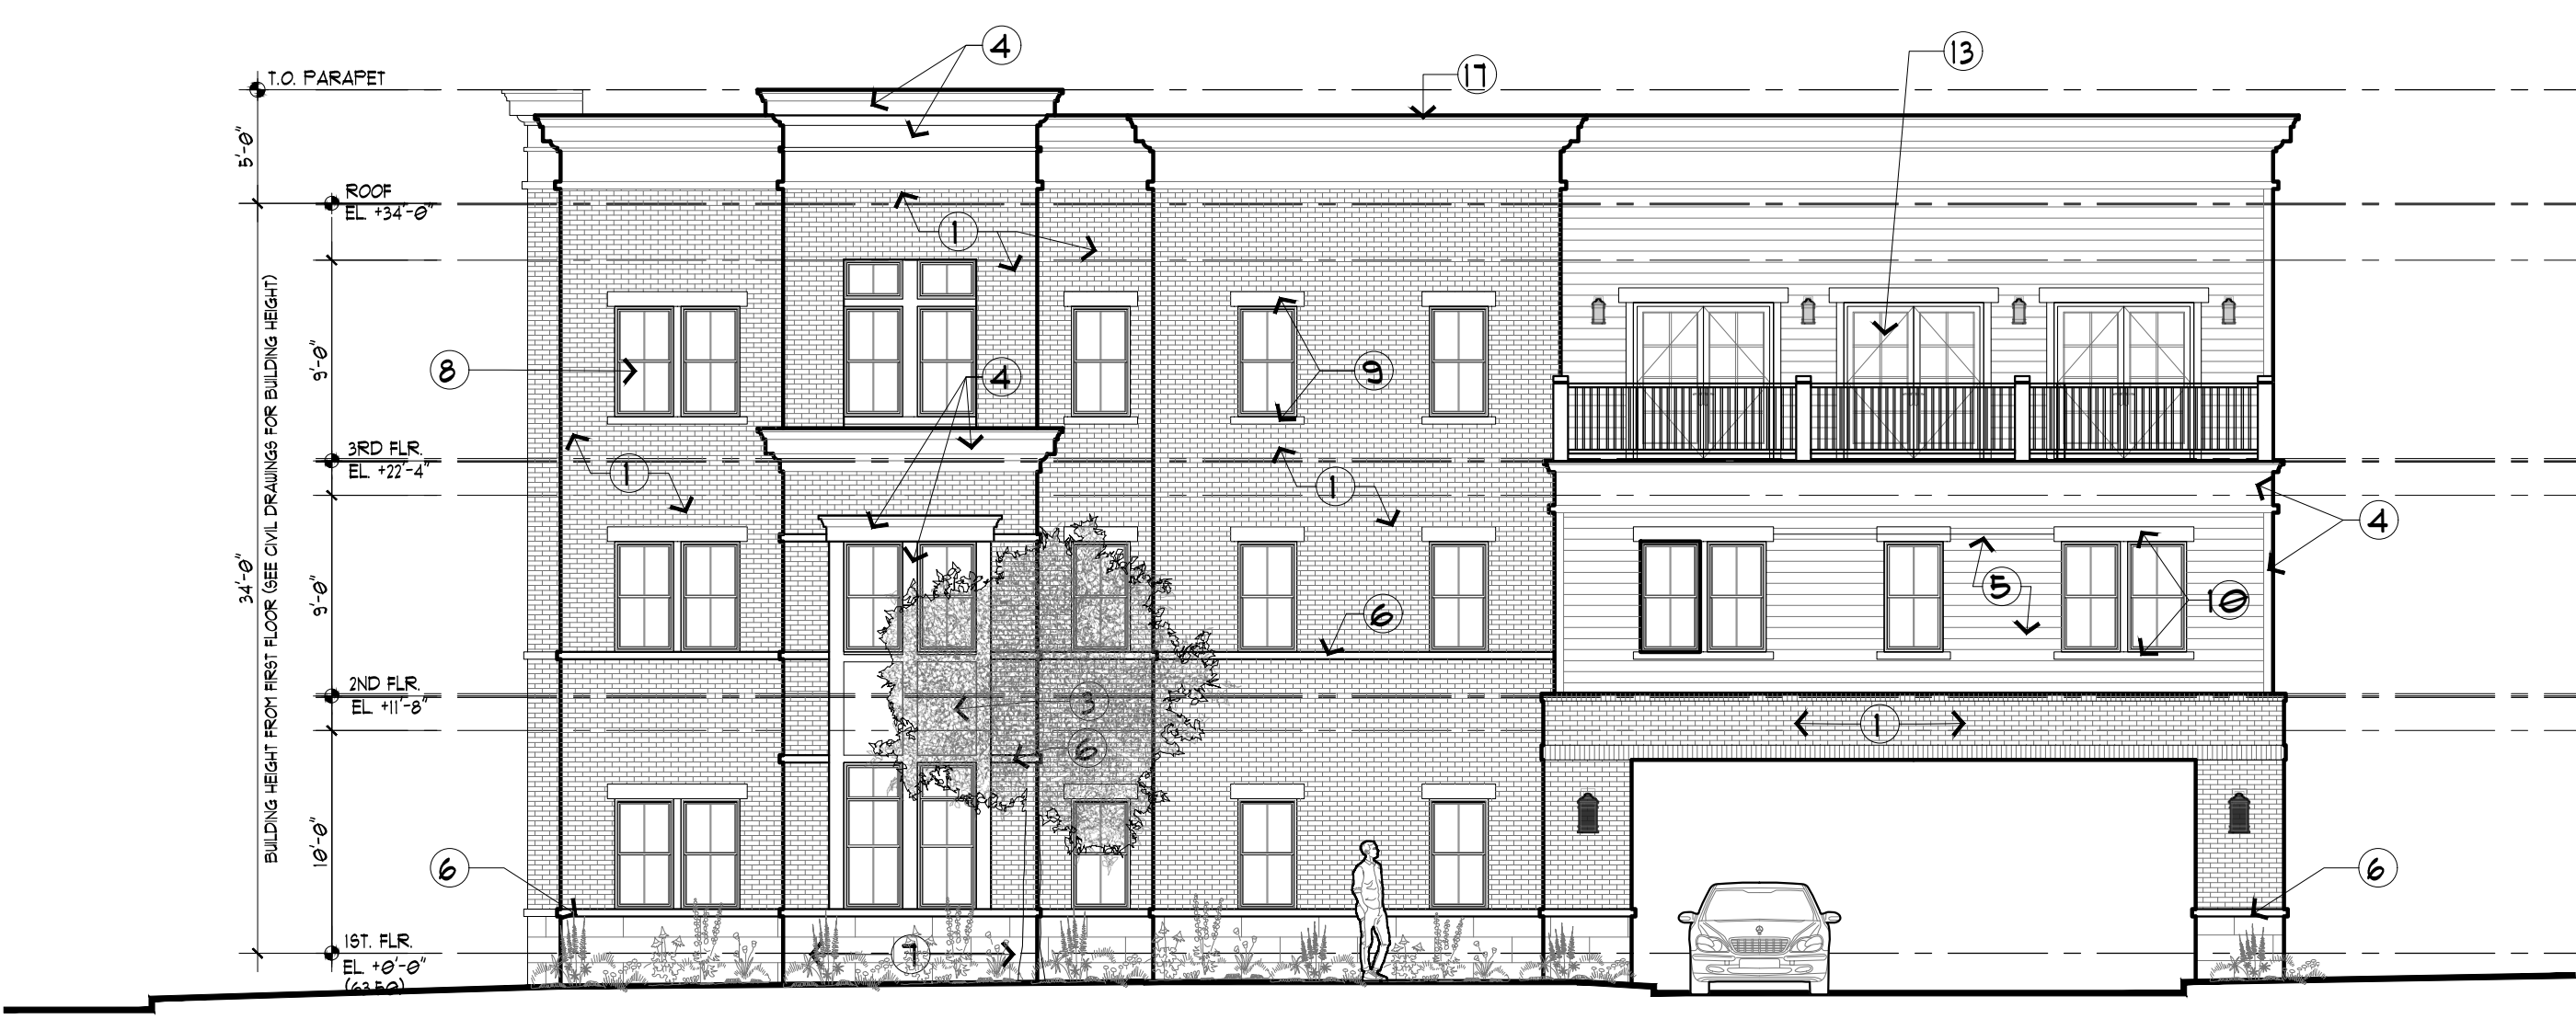 4
13
17
T.O. PARAPET
5'-0"
ROOF
EL. +34'-0"
1
9'-0"
8
4
9
3RD FLR.
EL. +22'-4"
1
1
4
BUILDING HEIGHT FROM FIRST FLOOR (SEE CIVIL DRAWINGS FOR BUILDING HEIGHT)
34'-0"
9'-0"
5
10
6
2ND FLR.
EL. +11'-8"
3
1
6
10'-0"
6
6
1ST. FLR.
EL. +0'-0"
(63.50)
7